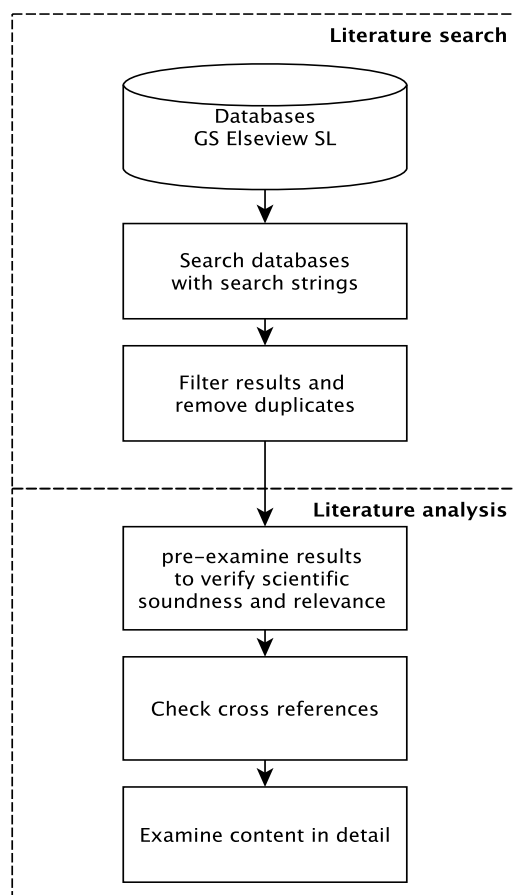 Literature search
Databases
GS Elseview SL
Search databases
with search strings
Filter results and
remove duplicates
Literature analysis
pre-examine results
to verify scientific
soundness and relevance
Check cross references
Examine content in detail